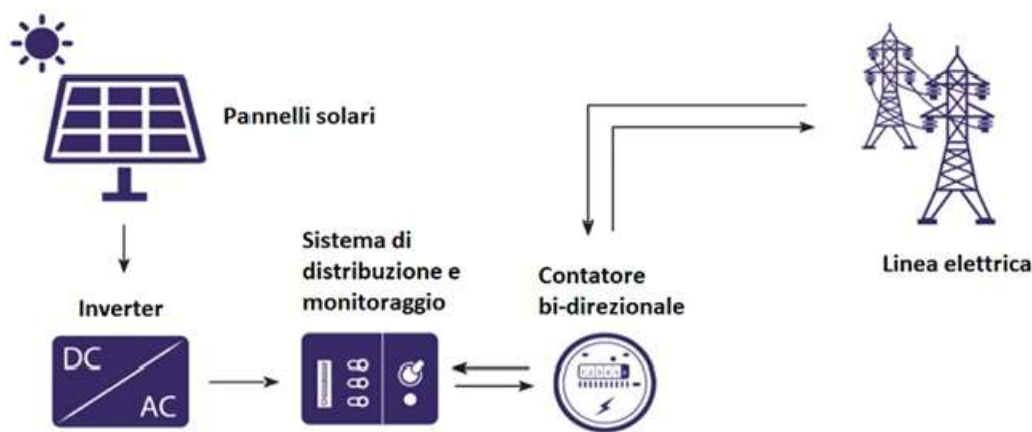 Pannelli solari
Linea elettrica
Sistema di
distribuzione e
monitoraggio
Contatore
bi-direzionale
Inverter
DC
AC